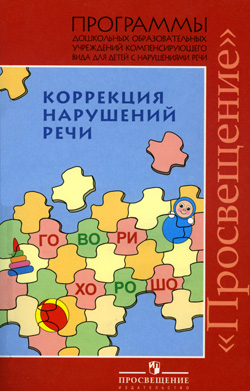 ПРОГРАММЫ
ДОШКОЛЬНЫХ ОБРАЗОВАТЕЛЬНЫХ
УЧРЕЖДЕНИЙ КОМПЕНСИРУЮЩЕГО
ВИДА ДЛЯ ДЕТЕЙ С НАРУШЕНИЯМИ РЕЧИ
КОРРЕКЦИЯ
НАРУШЕНИЙ
РЕЧИ
ГО ВО РИ
ХО РО ШО
«Просвещение»
ПРОСВЕЩЕНИЕ
ИЗДАТЕЛЬСТВО